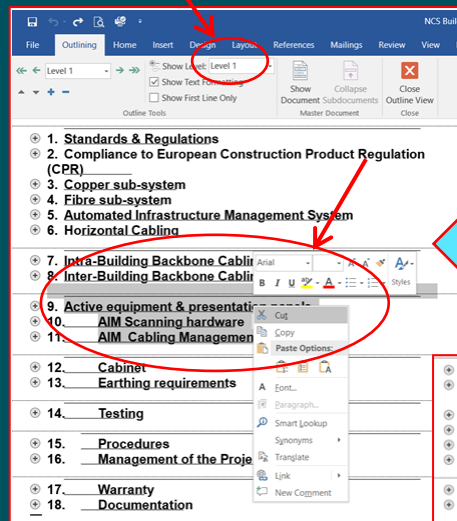 NCS Buil
File Outlining Home Insert Design Layout References Mailings Review View
Level 1
Show Level: Level 1
Show Text Formatting
Show First Line Only
Outline Tools
Show Document
Collapse Subdocuments
Master Document
Close Outline View
Close
1. Standards & Regulations
2. Compliance to European Construction Product Regulation
(CPR)
3. Copper sub-system
4. Fibre sub-system
5. Automated Infrastructure Management System
6. Horizontal Cabling
7. Intra-Building Backbone Cablin
8. Inter-Building Backbone Cablin
9. Active equipment & presentation panels
10. AIM Scanning hardware
11. AIM Cabling Managemen
12. Cabinet
13. Earthing requirements
14. Testing
15. Procedures
16. Management of the Proje
17. Warranty
18. Documentation
Arial
B I U A Styles
Cut
Copy
Paste Options:
A Font...
Paragraph...
Smart Lookup
Synonyms
Translate
Link
New Comment